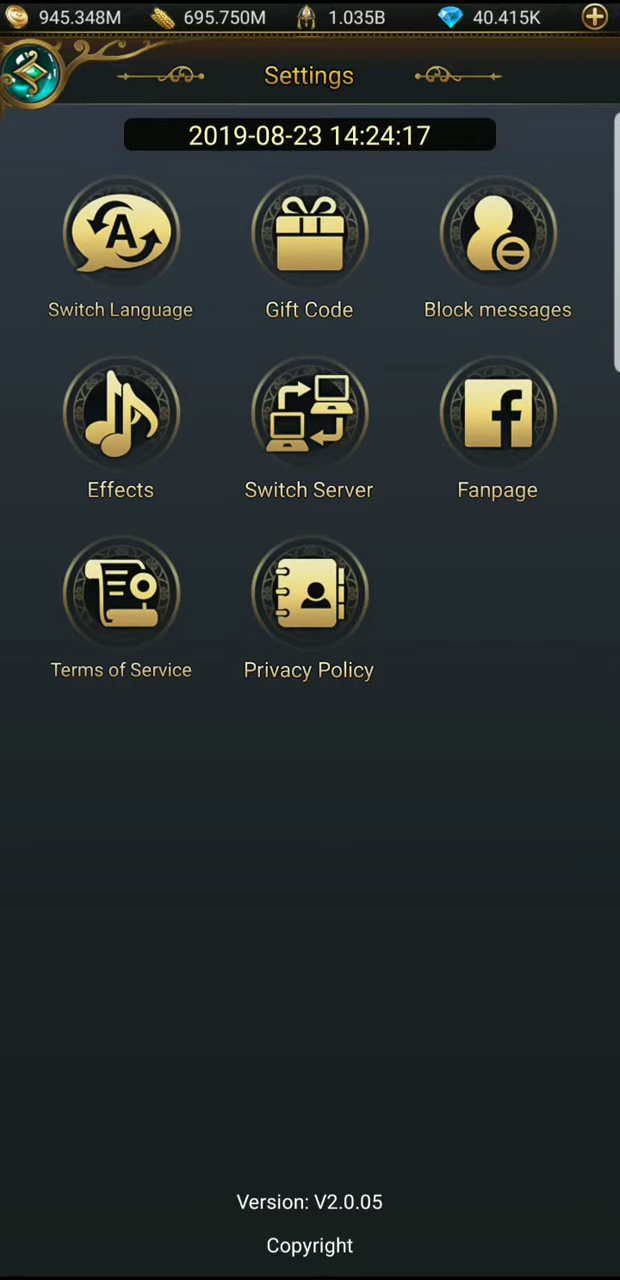 945.348M 695.750M 1.035B 40.415K
Settings
2019-08-23 14:24:17
A
Switch Language Gift Code Block messages
f
Effects Switch Server Fanpage
Terms of Service Privacy Policy
Version: V2.0.05
Copyright